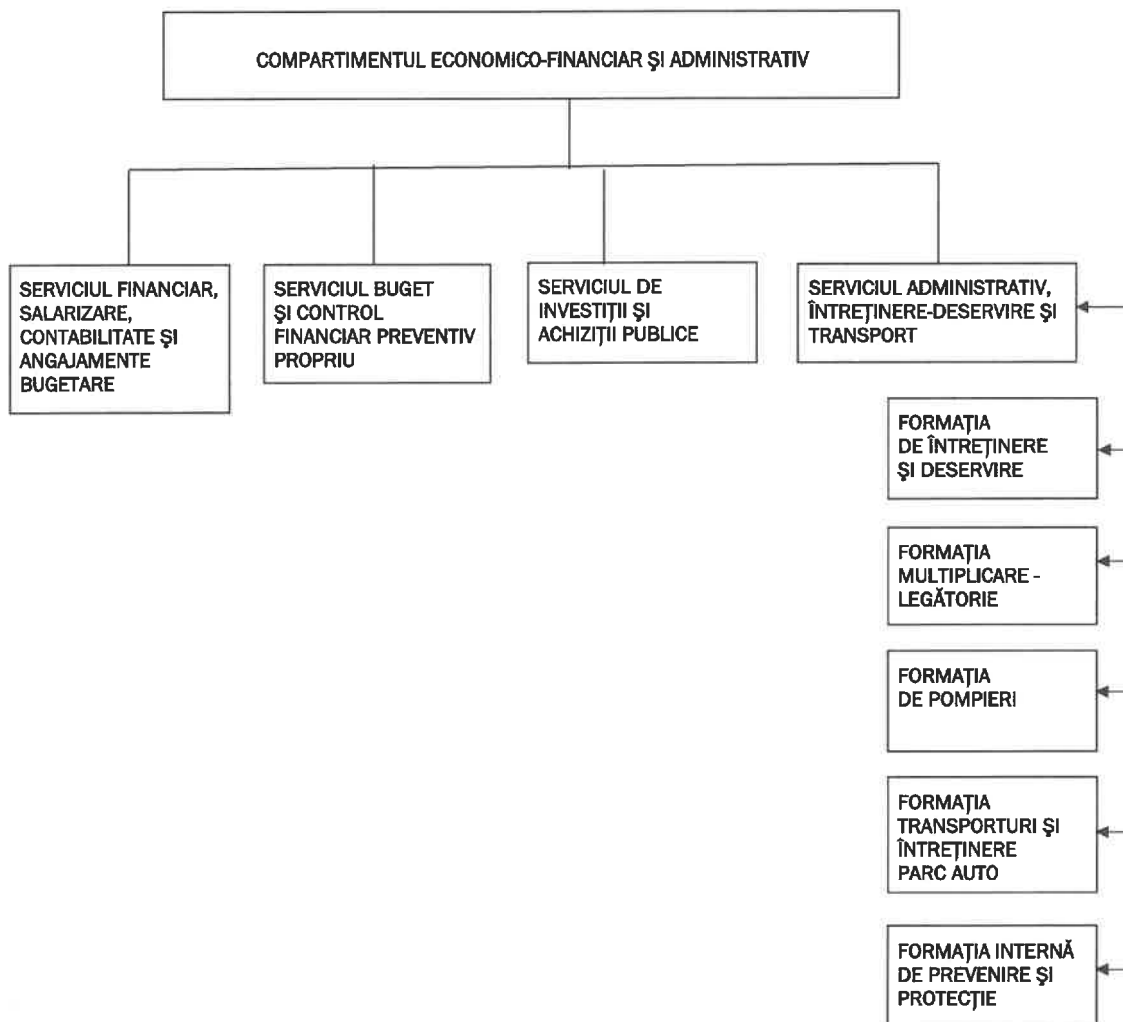 COMPARTIMENTUL ECONOMICO-FINANCIAR ŞI ADMINISTRATIV
SERVICIUL FINANCIAR,
SALARIZARE,
CONTABILITATE ŞI
ANGAJAMENTE
BUGETARE
SERVICIUL BUGET
ŞI CONTROL
FINANCIAR PREVENTIV
PROPRIU
SERVICIUL DE
INVESTIŢII ŞI
ACHIZIŢII PUBLICE
SERVICIUL ADMINISTRATIV,
ÎNTREŢINERE-DESERVIRE ŞI
TRANSPORT
FORMAŢIA
DE ÎNTREŢINERE
ŞI DESERVIRE
FORMAŢIA
MULTIPLICARE -
LEGĂTORIE
FORMAŢIA
DE POMPIERI
FORMAŢIA
TRANSPORTURI ŞI
ÎNTREŢINERE
PARC AUTO
FORMAŢIA INTERNĂ
DE PREVENIRE ŞI
PROTECŢIE